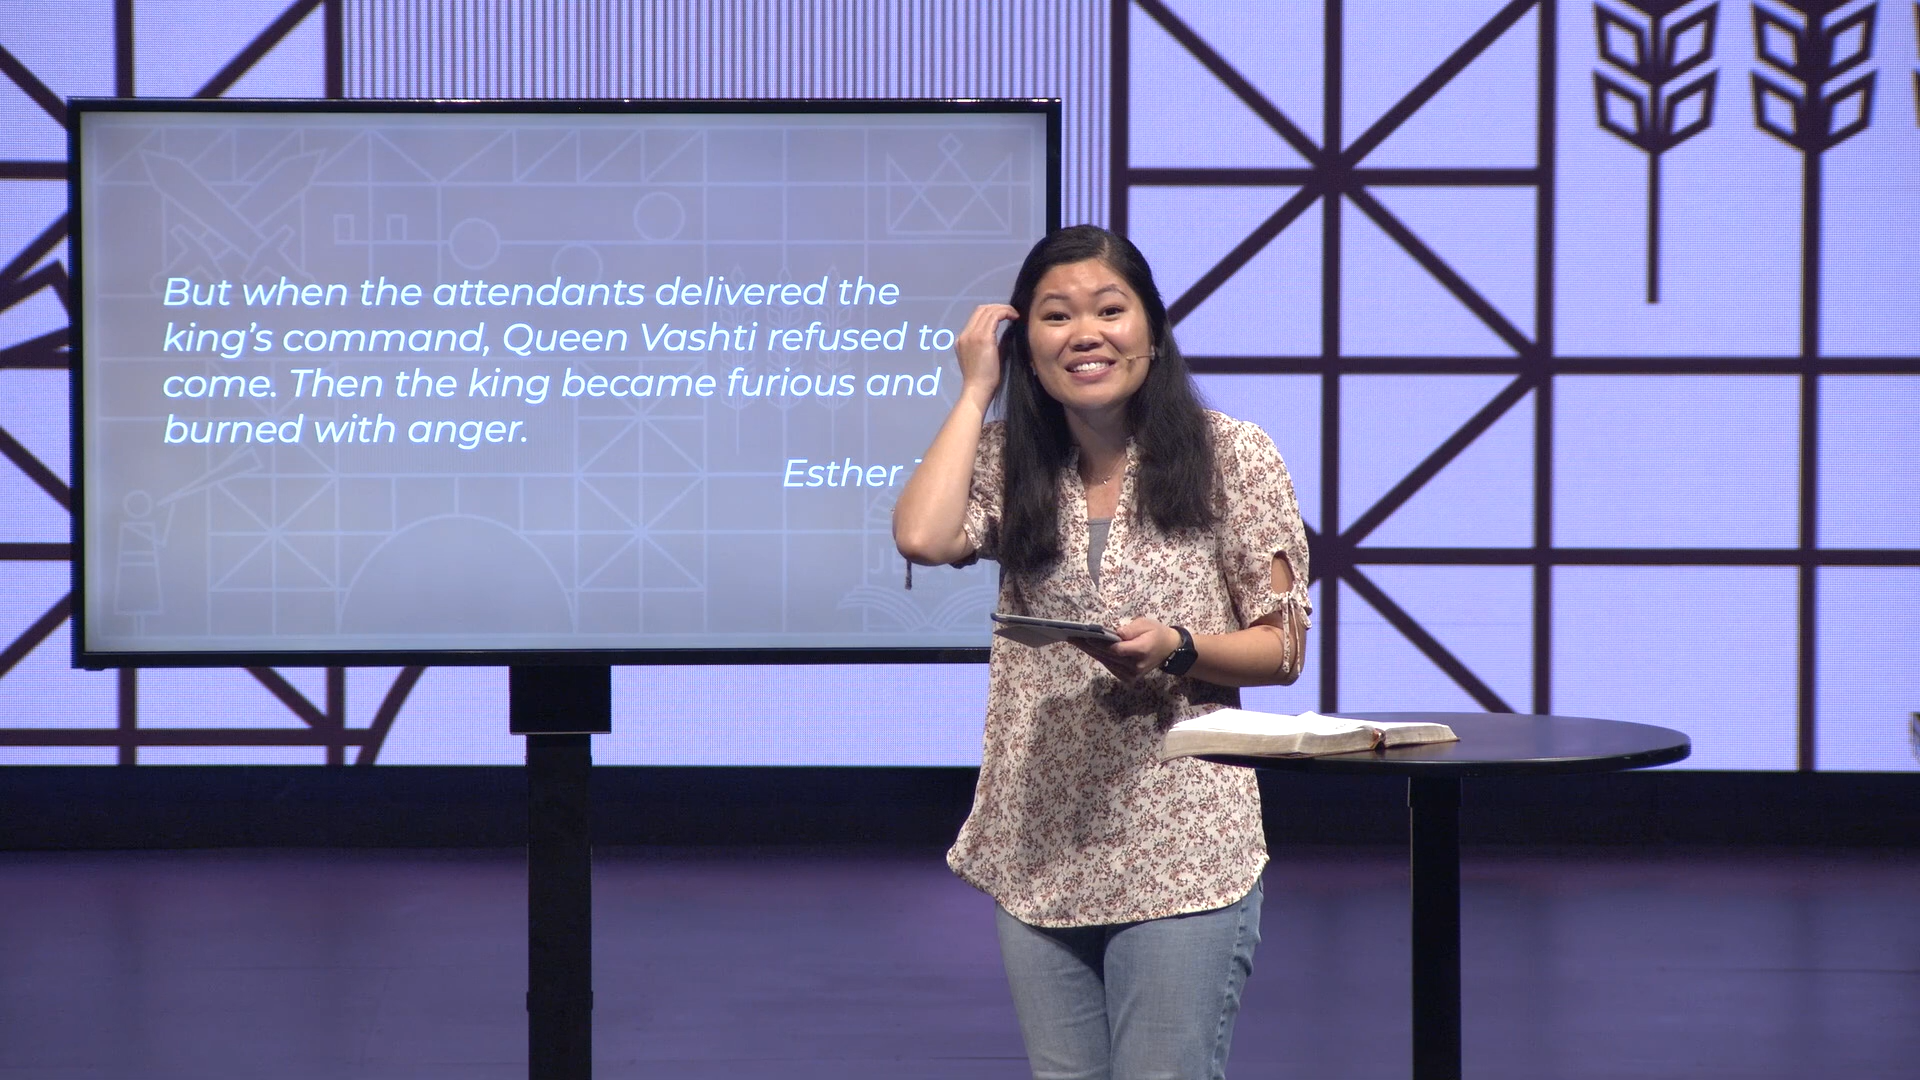 But when the attendants delivered the
king's command, Queen Vashti refused to
come. Then the king became furious and
burned with anger.
Esther